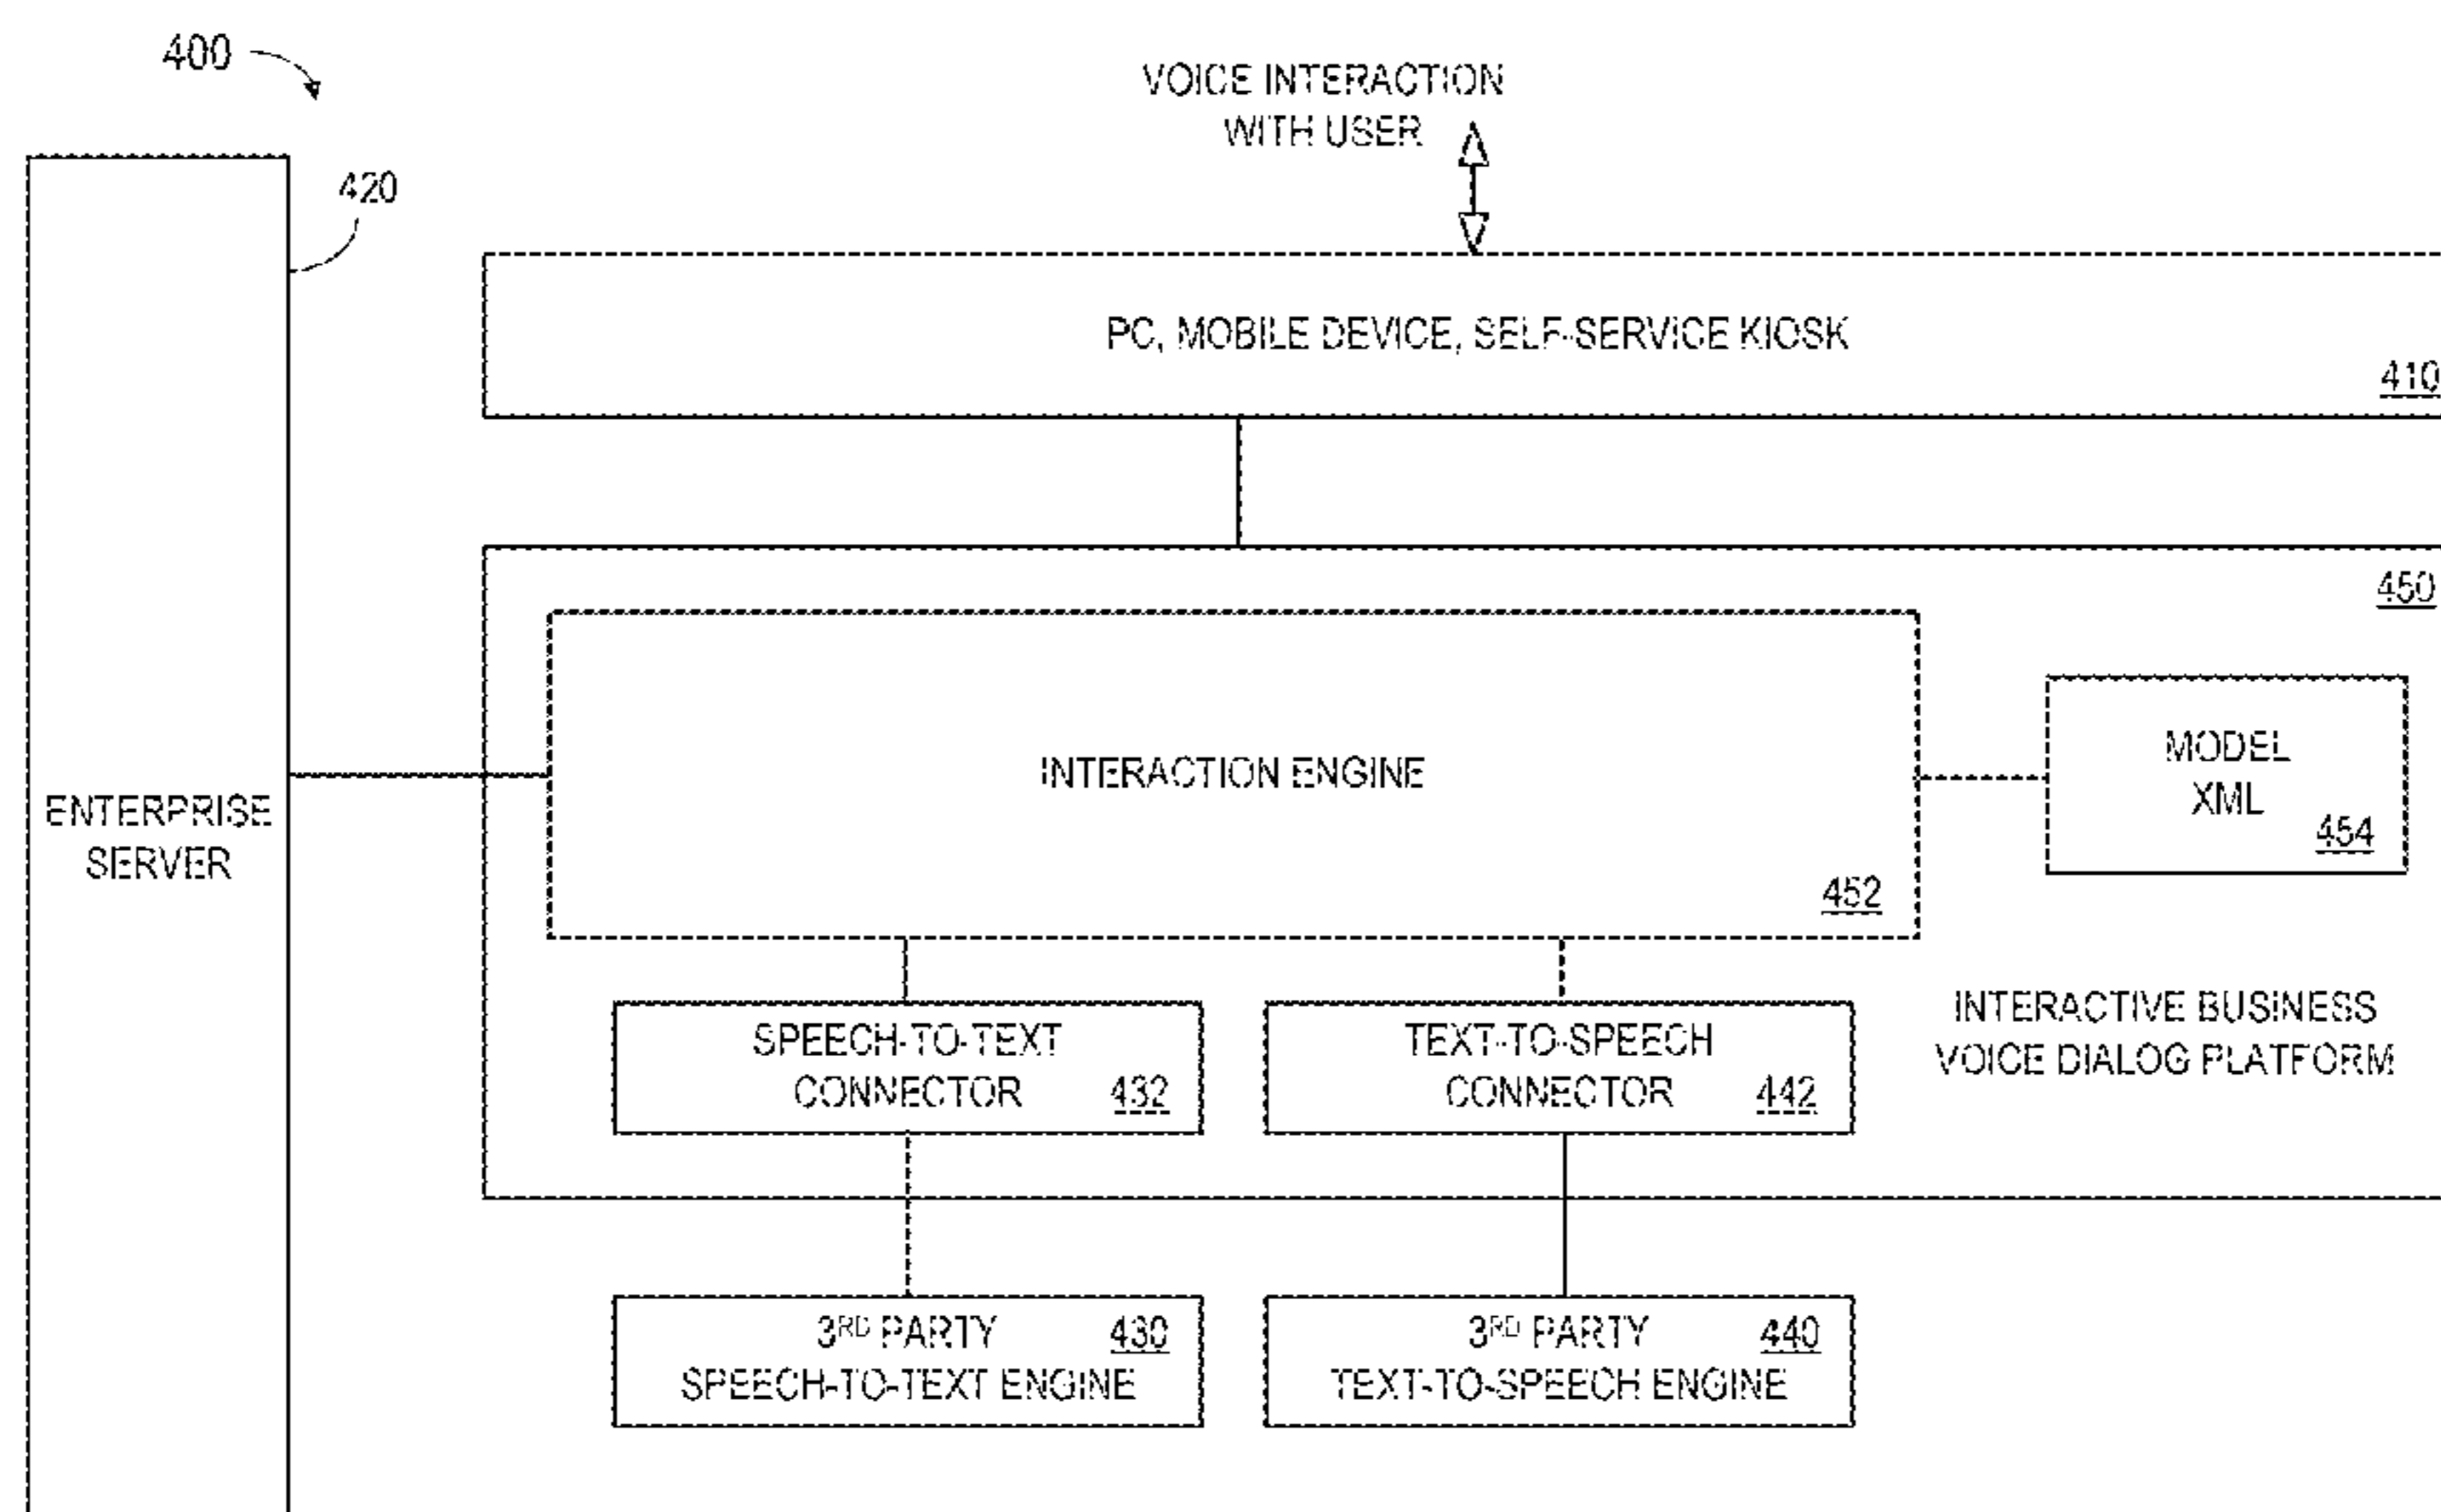 400
VOICE INTERACTION
WITH USER
420
PC, MOBILE DEVICE, SELF-SERVICE KIOSK
410
450
INTERACTION ENGINE
452
MODEL
XML
454
ENTERPRISE
SERVER
SPEECH-TO-TEXT
CONNECTOR 432
TEXT-TO-SPEECH
CONNECTOR 442
INTERACTIVE BUSINESS
VOICE DIALOG PLATFORM
3RD PARTY 430
SPEECH-TO-TEXT ENGINE
3RD PARTY 440
TEXT-TO-SPEECH ENGINE